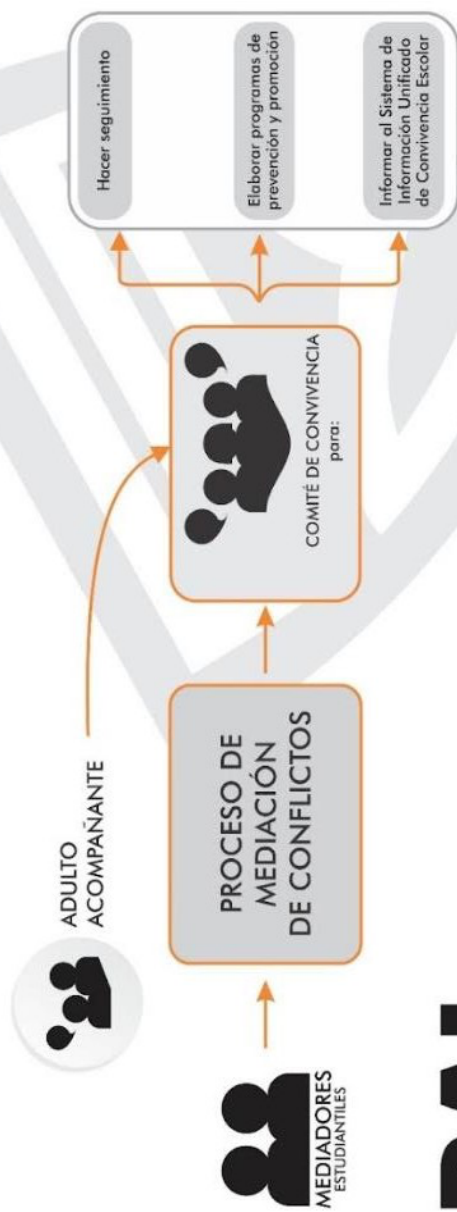 ADULTO
ACOMPAÑANTE
MEDIADORES
ESTUDIANTILES
PROCESO DE
MEDIACIÓN
DE CONFLICTOS
COMITÉ DE CONVIVENCIA
para:
Hacer seguimiento
Elaborar programas de
prevención y promoción
Informar al Sistema de
Información Unificado
de Convivencia Escolar